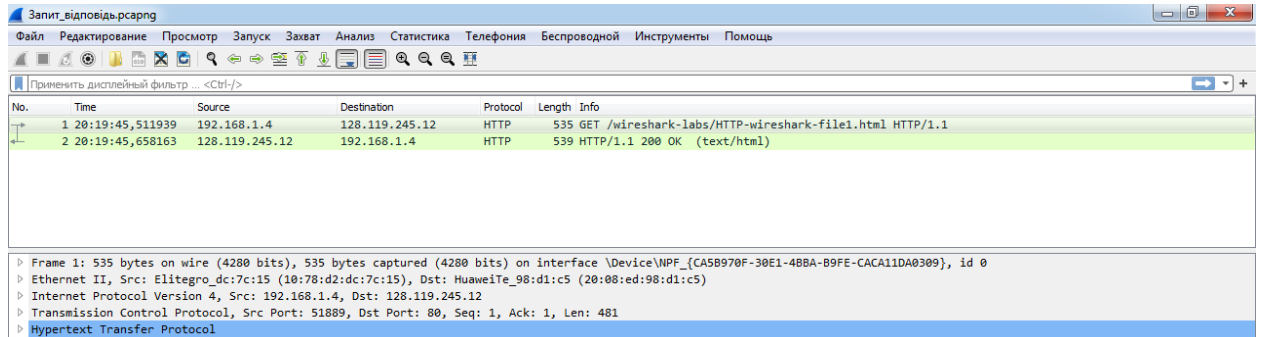 Запит_відповідь.pcapng
Файл Редактирование Просмотр Запуск Захват Анализ Статистика Телефония Беспроводной Инструменты Помощь
Применить дисплейный фильтр ... <Ctrl-/>
No. Time Source Destination Protocol Length Info
1 20:19:45,511939 192.168.1.4 128.119.245.12 HTTP 535 GET /wireshark-labs/HTTP-wireshark-file1.html HTTP/1.1
2 20:19:45,658163 128.119.245.12 192.168.1.4 HTTP 539 HTTP/1.1 200 OK (text/html)
Frame 1: 535 bytes on wire (4280 bits), 535 bytes captured (4280 bits) on interface \Device\NPF_{CA5B970F-30E1-4BBA-B9FE-CACA11DA0309}, id 0
Ethernet II, Src: Elitegro_dc:7c:15 (10:78:d2:dc:7c:15), Dst: HuaweiTe_98:d1:c5 (20:08:ed:98:d1:c5)
Internet Protocol Version 4, Src: 192.168.1.4, Dst: 128.119.245.12
Transmission Control Protocol, Src Port: 51889, Dst Port: 80, Seq: 1, Ack: 1, Len: 481
Hypertext Transfer Protocol